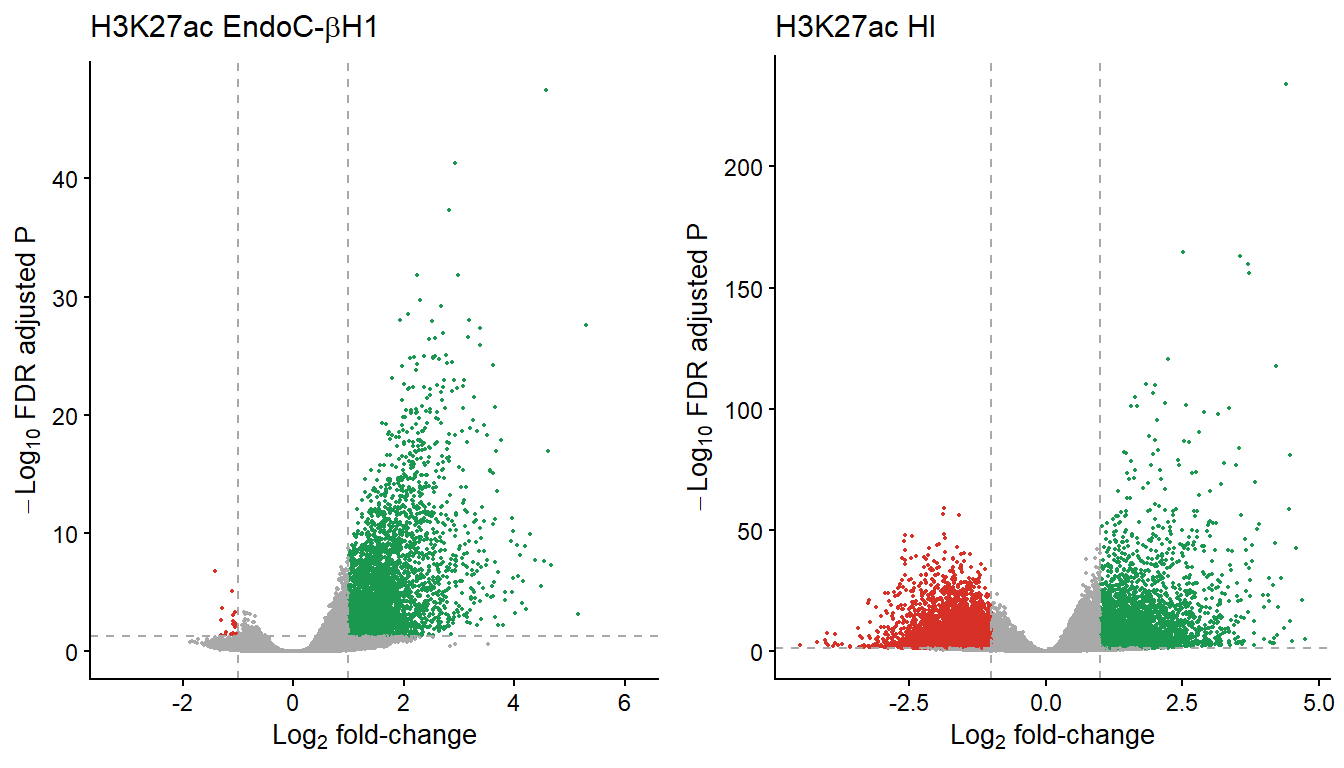 H3K27ac EndoC-βH1
40
30
20
10
0
-2 0 2 4 6
−Log10 FDR adjusted P
Log2 fold-change
H3K27ac HI
200
150
100
50
0
-2.5 0.0 2.5 5.0
−Log10 FDR adjusted P
Log2 fold-change